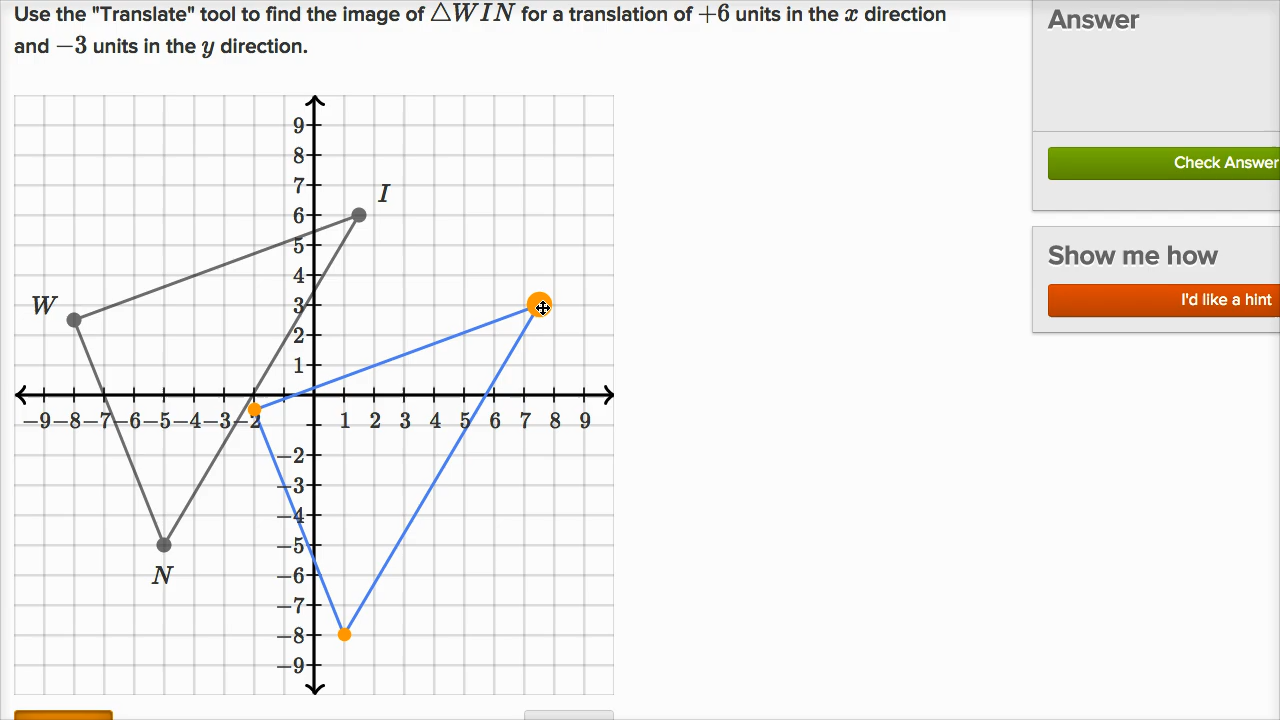 Use the "Translate" tool to find the image of △WIN for a translation of +6 units in the x direction
and −3 units in the y direction.
Answer
Check Answer
Show me how
I'd like a hint
I
W
N
9
8
7
6
5
4
3
2
1
−9 −8 −7 −6 −5 −4 −3 −2 1 2 3 4 5 6 7 8 9
−2
−3
−4
−5
−6
−7
−8
−9